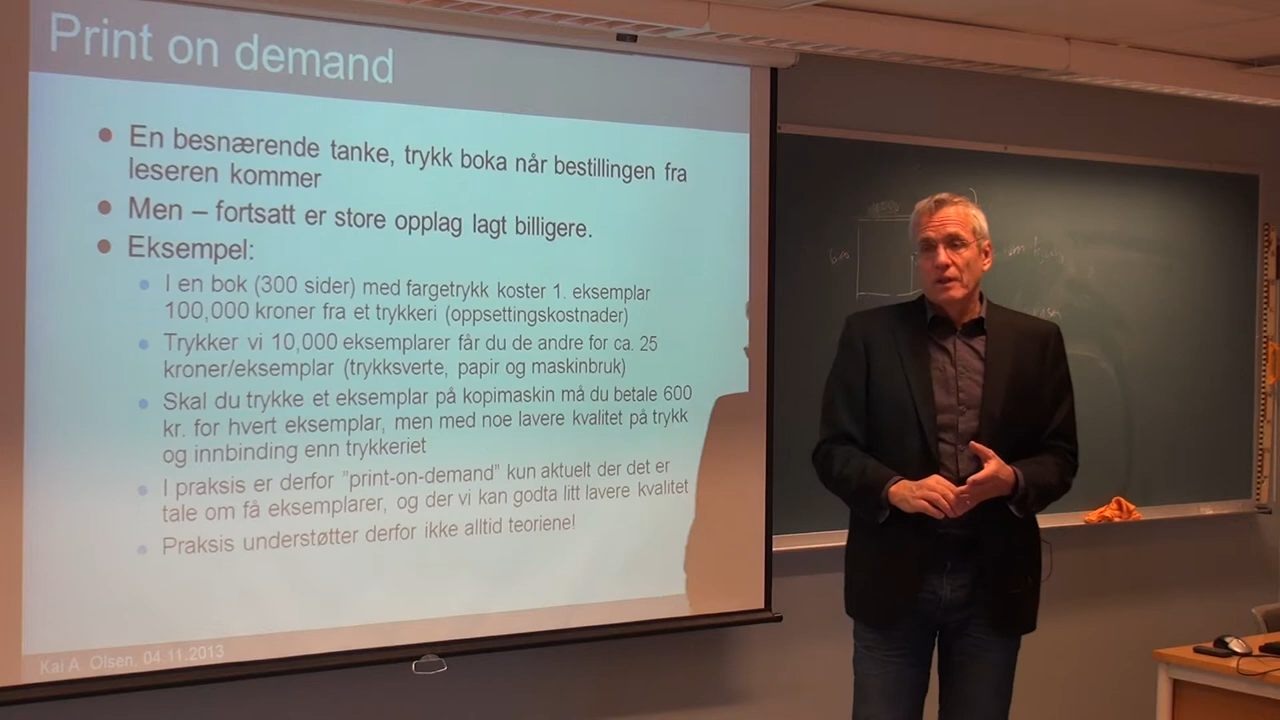 Print on demand
En besnærende tanke, trykk boka når bestillingen fra
leseren kommer
Men – fortsatt er store opplag lagt billigere.
Eksempel:
I en bok (300 sider) med fargetrykk koster 1. eksemplar
100,000 kroner fra et trykkeri (oppsettingskostnader)
Trykker vi 10,000 eksemplarer får du de andre for ca. 25
kroner/eksemplar (trykksverte, papir og maskinbruk)
Skal du trykke et eksemplar på kopimaskin må du betale 600
kr. for hvert eksemplar, men med noe lavere kvalitet på trykk
og innbinding enn trykkeriet
I praksis er derfor ”print-on-demand” kun aktuelt der det er
tale om få eksemplarer, og der vi kan godta litt lavere kvalitet
Praksis understøtter derfor ikke alltid teoriene!
Kai A. Olsen, 04.11.2013